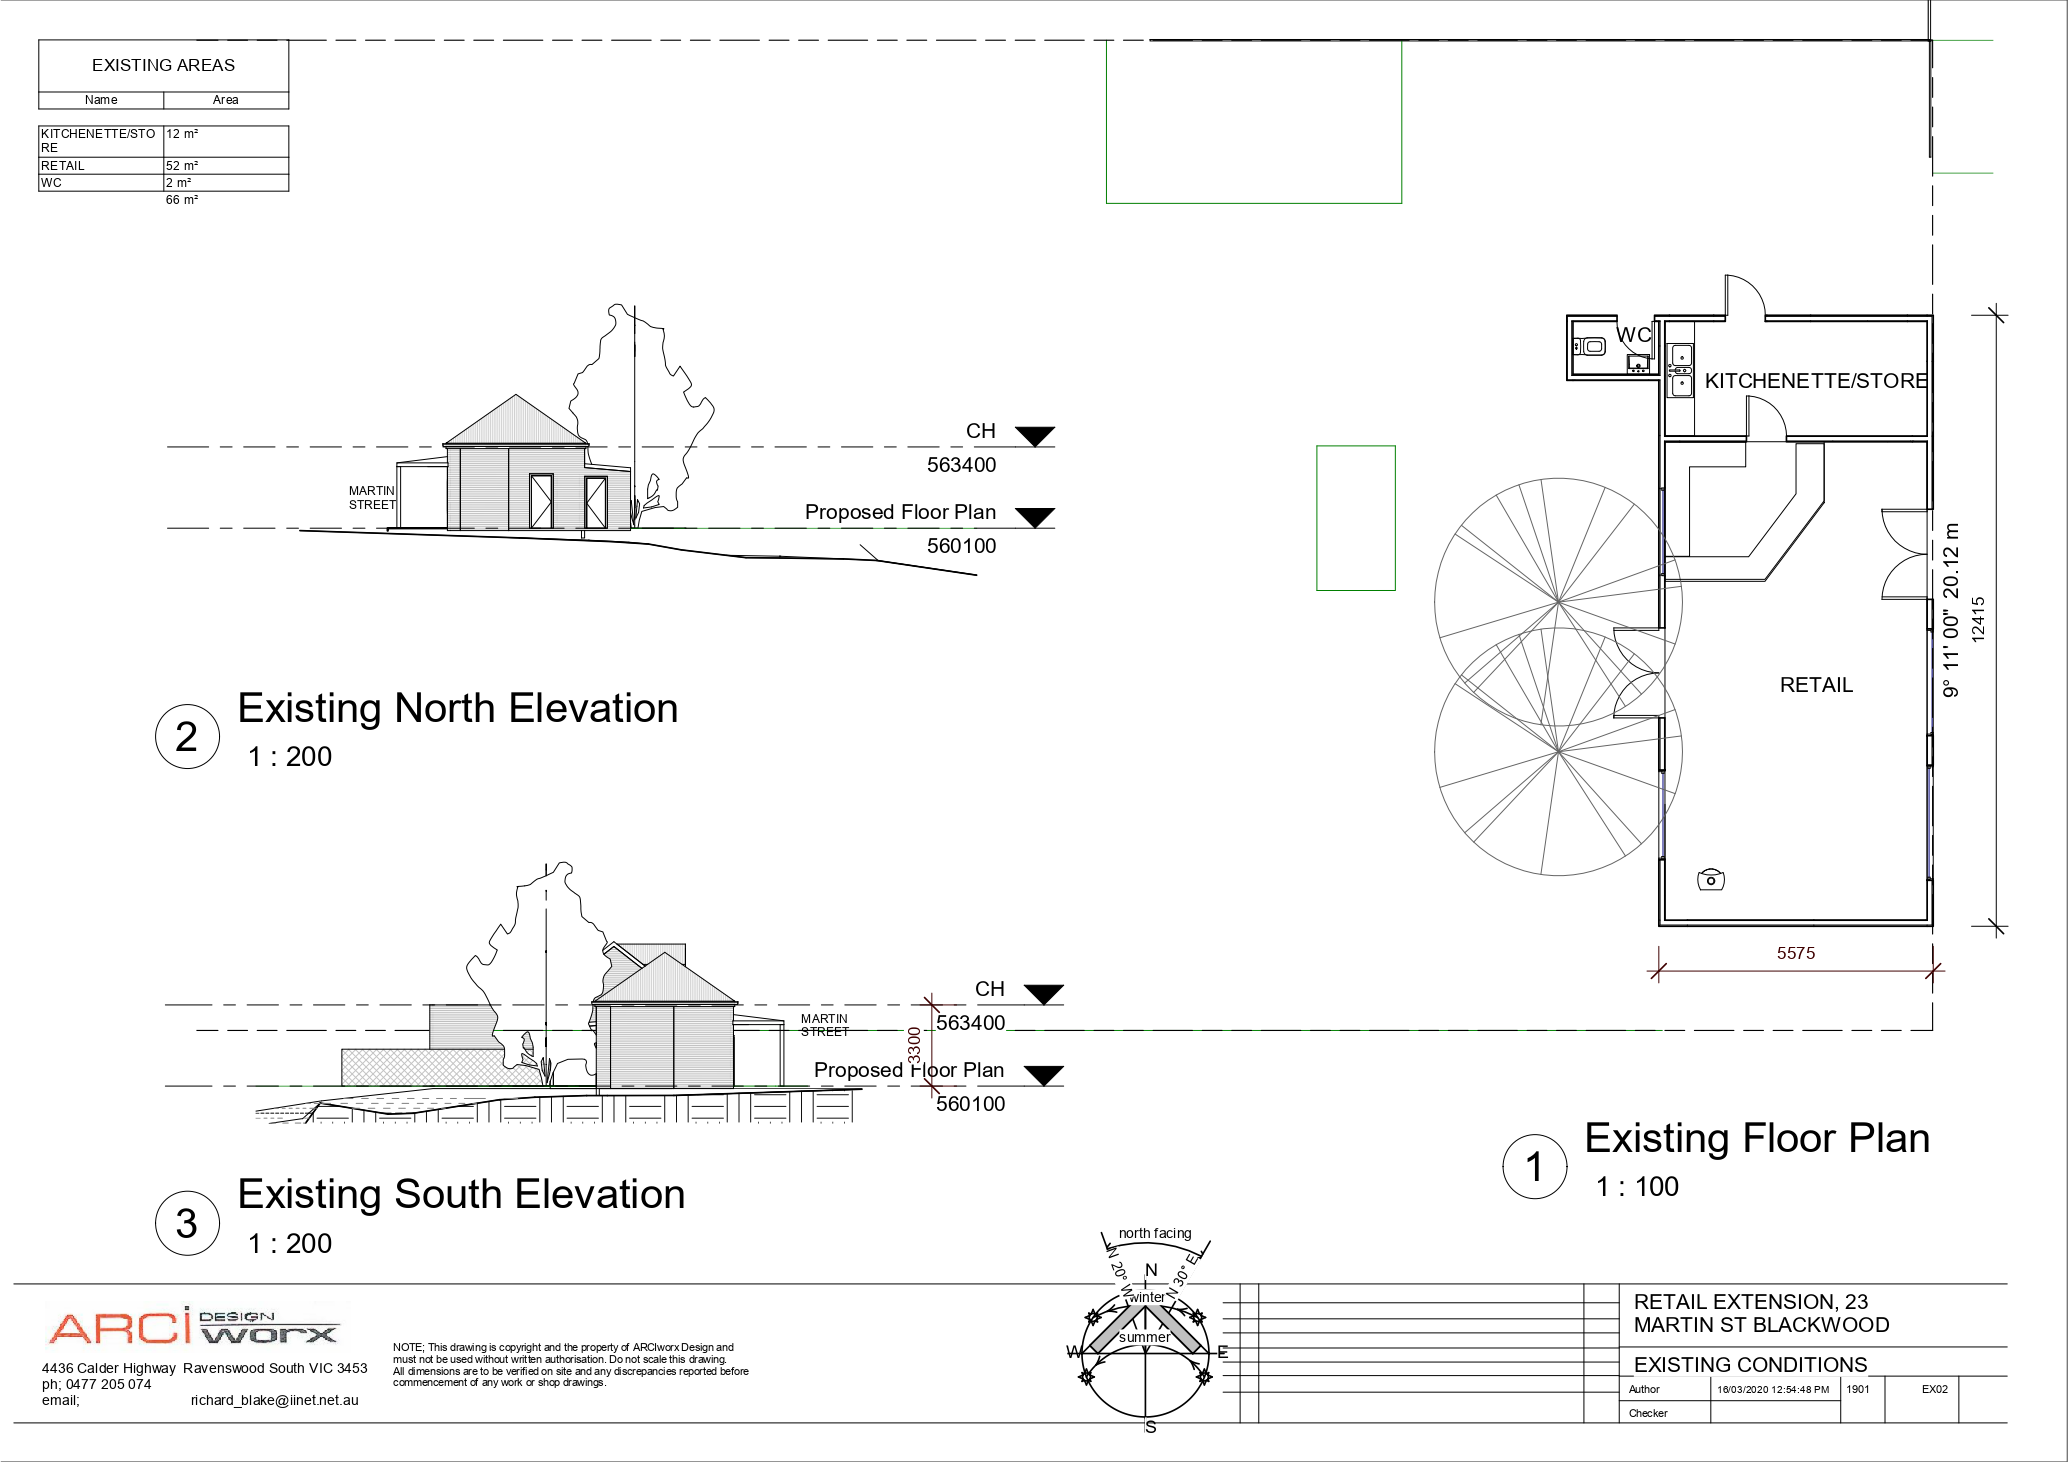 EXISTING AREAS
Name Area
KITCHENETTE/STO 12 m²
RE
RETAIL 52 m²
WC 2 m²
66 m²
WC
KITCHENETTE/STORE
RETAIL
9° 11' 00" 20.12 m
12415
5575
CH
563400
MARTIN
STREET
Proposed Floor Plan
560100
2
Existing North Elevation
1 : 200
CH
563400
MARTIN
STREET
3300
Proposed Floor Plan
560100
3
Existing South Elevation
1 : 200
1
Existing Floor Plan
1 : 100
north facing
N 20° W
N 30° E
N
winter
summer
W
E
S
ARCi DESIGN
worx
4436 Calder Highway Ravenswood South VIC 3453
ph; 0477 205 074
email; richard_blake@iinet.net.au
NOTE; This drawing is copyright and the property of ARCIworx Design and
must not be used without written authorisation. Do not scale this drawing.
All dimensions are to be verified on site and any discrepancies reported before
commencement of any work or shop drawings.
RETAIL EXTENSION, 23
MARTIN ST BLACKWOOD
EXISTING CONDITIONS
Author 16/03/2020 12:54:48 PM 1901 EX02
Checker